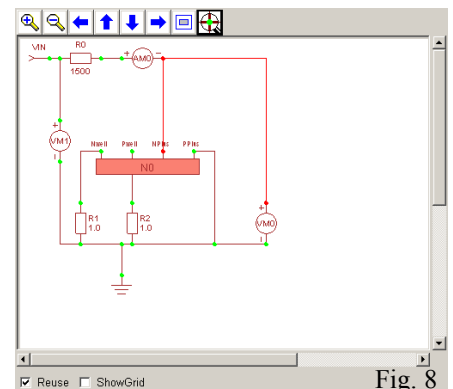 VIN
R0
1500
+ AM0 -
+
VM1
-
Nwell Pwell NPlus PPlus
N0
R1
1.0
R2
1.0
+
VM0
-
Reuse ShowGrid
Fig. 8